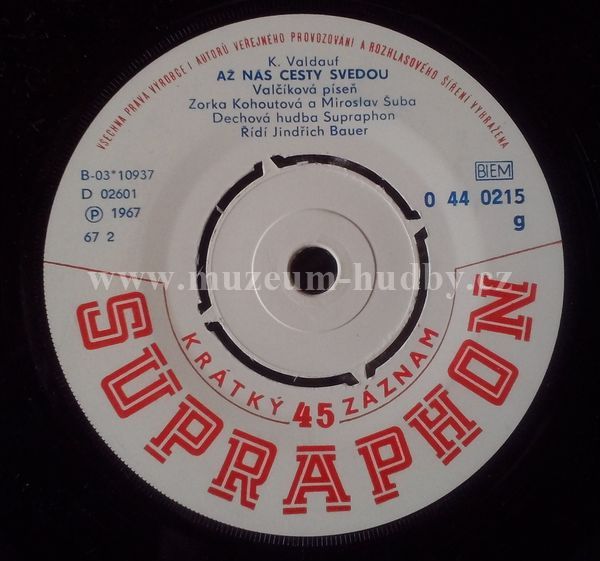 VŠECHNA PRÁVA VÝROBCE I AUTORŮ VEŘEJNÉHO PROVOZOVÁNÍ A ROZHLASOVÉHO ŠÍŘENÍ VYHRAŽENA
K. Valdauf
AŽ NÁS CESTY SVEDOU
Valčíková píseň
Zorka Kohoutová a Miroslav Šuba
Dechová hudba Supraphon
Řídí Jindřich Bauer
B-03*10937
D 02601
Ⓟ 1967
67 2
BIEM
0 44 0215
g
www.muzeum-hudby.cz
KRÁTKÝ 45 ZÁZNAM
SUPRAPHON